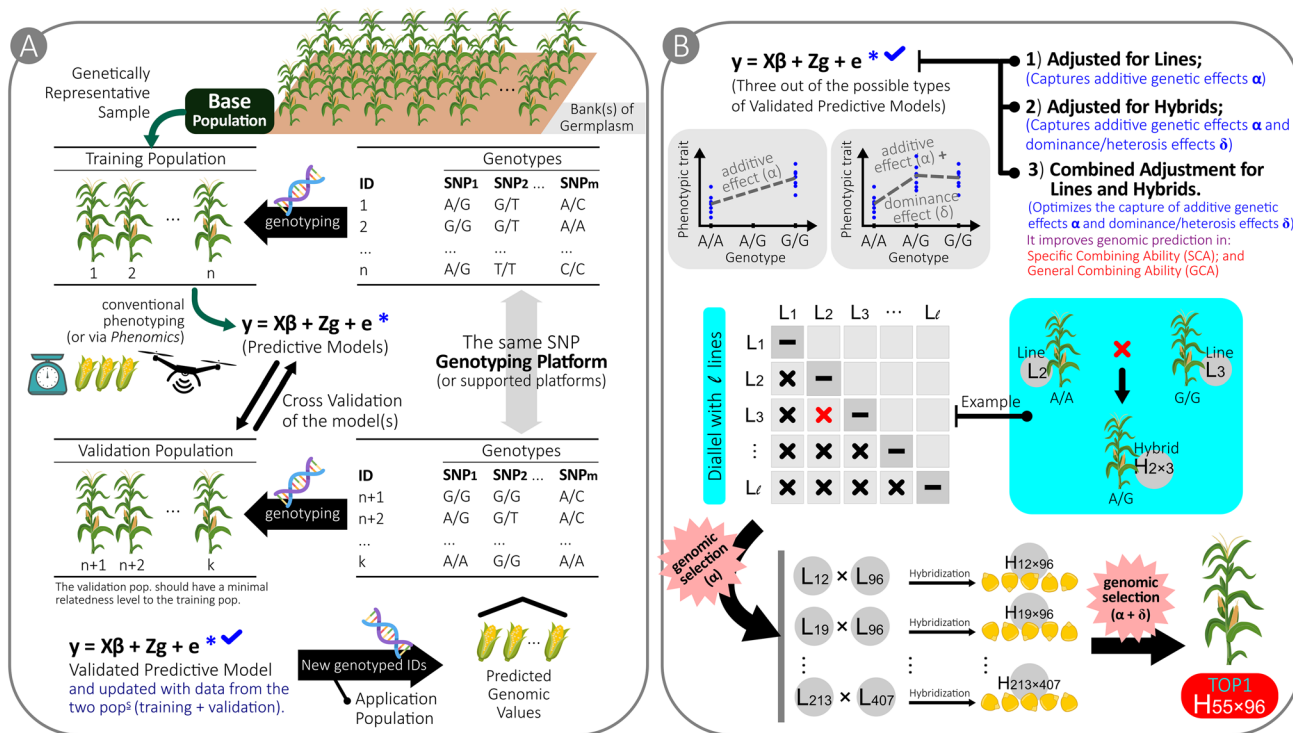 A
Genetically
Representative
Sample
Base
Population
Bank(s) of
Germplasm
Training Population
1 2 ... n
genotyping
Genotypes
ID SNP1 SNP2 ... SNPm
1 A/G G/T A/C
2 G/G G/T A/A
... ... ... ...
n A/G T/T C/C
conventional
phenotyping
(or via Phenomics)
y = Xβ + Zg + e *
(Predictive Models)
The same SNP
Genotyping Platform
(or supported platforms)
Cross Validation
of the model(s)
Validation Population
n+1 n+2 ... k
genotyping
Genotypes
ID SNP1 SNP2 ... SNPm
n+1 G/G G/G A/C
n+2 A/G G/T A/C
... ... ... ...
k A/A G/G A/A
The validation pop. should have a minimal
relatedness level to the training pop.
y = Xβ + Zg + e * ✔
Validated Predictive Model
and updated with data from the
two popˢ (training + validation).
New genotyped IDs
Application
Population
...
Predicted
Genomic
Values
B
y = Xβ + Zg + e * ✔
(Three out of the possible types
of Validated Predictive Models)
1) Adjusted for Lines;
(Captures additive genetic effects α)
2) Adjusted for Hybrids;
(Captures additive genetic effects α and
dominance/heterosis effects δ)
3) Combined Adjustment for
Lines and Hybrids.
(Optimizes the capture of additive genetic
effects α and dominance/heterosis effects δ)
It improves genomic prediction in:
Specific Combining Ability (SCA); and
General Combining Ability (GCA)
Phenotypic trait
additive
effect (α)
A/A A/G G/G
Genotype
Phenotypic trait
additive
effect (α) +
dominance
effect (δ)
A/A A/G G/G
Genotype
Diallel with ℓ lines
L1 L2 L3 ... Lℓ
L1
L2
L3
⋮
Lℓ
Example
Line
L2
A/A
Line
L3
G/G
Hybrid
H2×3
A/G
genomic
selection
(α)
L12 × L96 Hybridization H12×96
L19 × L96 Hybridization H19×96
⋮ ⋮ ⋮ ⋮
L213 × L407 Hybridization H213×407
genomic
selection
(α + δ)
TOP1
H55×96